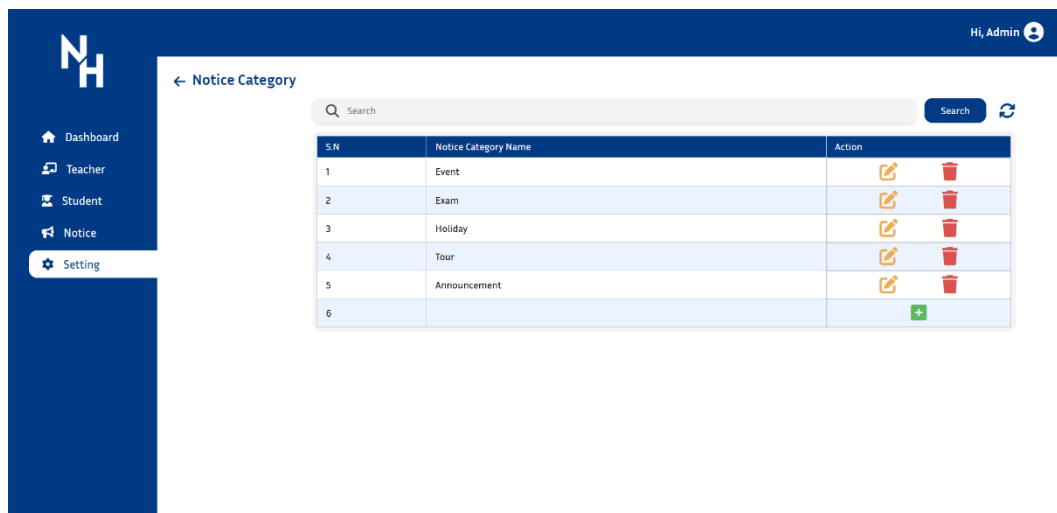 NH
Hi, Admin
← Notice Category
Search
Search
Dashboard
Teacher
Student
Notice
Setting
S.N Notice Category Name Action
1 Event
2 Exam
3 Holiday
4 Tour
5 Announcement
6